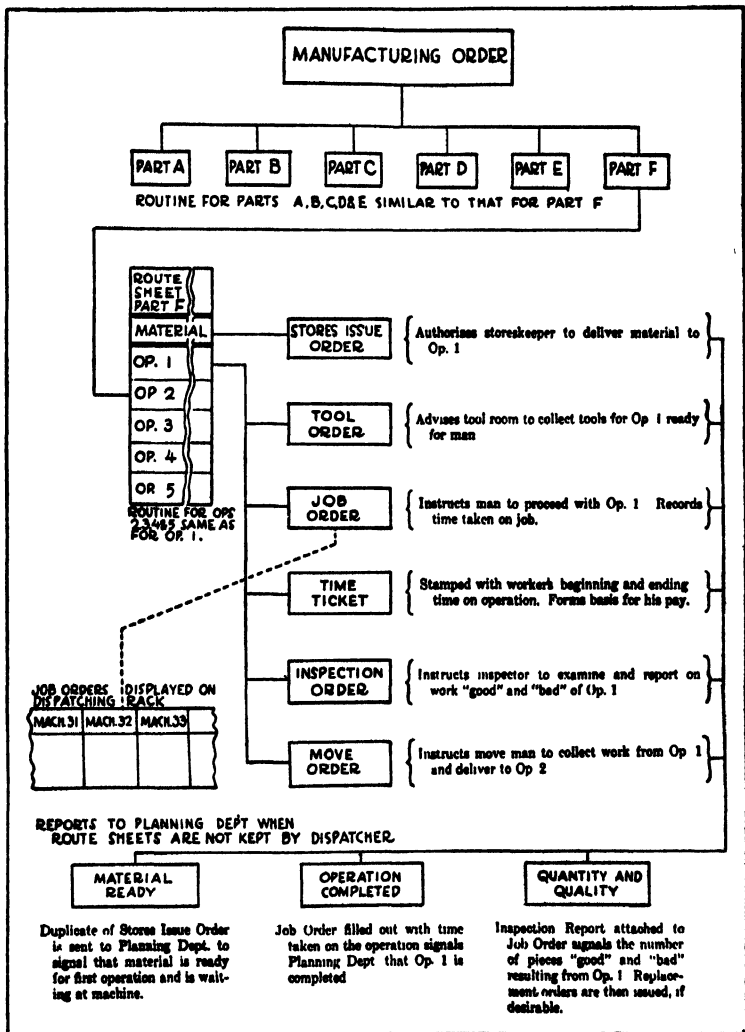 MANUFACTURING ORDER
PART A
PART B
PART C
PART D
PART E
PART F
ROUTINE FOR PARTS A,B,C,D&E SIMILAR TO THAT FOR PART F
ROUTE
SHEET
PART F
MATERIAL
OP. 1
OP 2
OP. 3
OP. 4
OR 5
ROUTINE FOR OPS
2,3,4&5 SAME AS
FOR OP. 1.
STORES ISSUE
ORDER
Authorises storeskeeper to deliver material to
Op. 1
TOOL
ORDER
Advises tool room to collect tools for Op 1 ready
for man
JOB
ORDER
Instructs man to proceed with Op. 1 Records
time taken on job.
TIME
TICKET
Stamped with worker's beginning and ending
time on operation. Forms basis for his pay.
INSPECTION
ORDER
Instructs inspector to examine and report on
work "good" and "bad" of Op. 1
MOVE
ORDER
Instructs move man to collect work from Op 1
and deliver to Op 2
JOB ORDERS DISPLAYED ON
DISPATCHING RACK
MACH.31 MACH.32 MACH.33
REPORTS TO PLANNING DEPT WHEN
ROUTE SHEETS ARE NOT KEPT BY DISPATCHER
MATERIAL
READY
Duplicate of Stores Issue Order
is sent to Planning Dept. to
signal that material is ready
for first operation and is wait-
ing at machine.
OPERATION
COMPLETED
Job Order filled out with time
taken on the operation signals
Planning Dept that Op. 1 is
completed
QUANTITY AND
QUALITY
Inspection Report attached to
Job Order signals the number
of pieces "good" and "bad"
resulting from Op. 1 Replace-
ment orders are then issued, if
desirable.